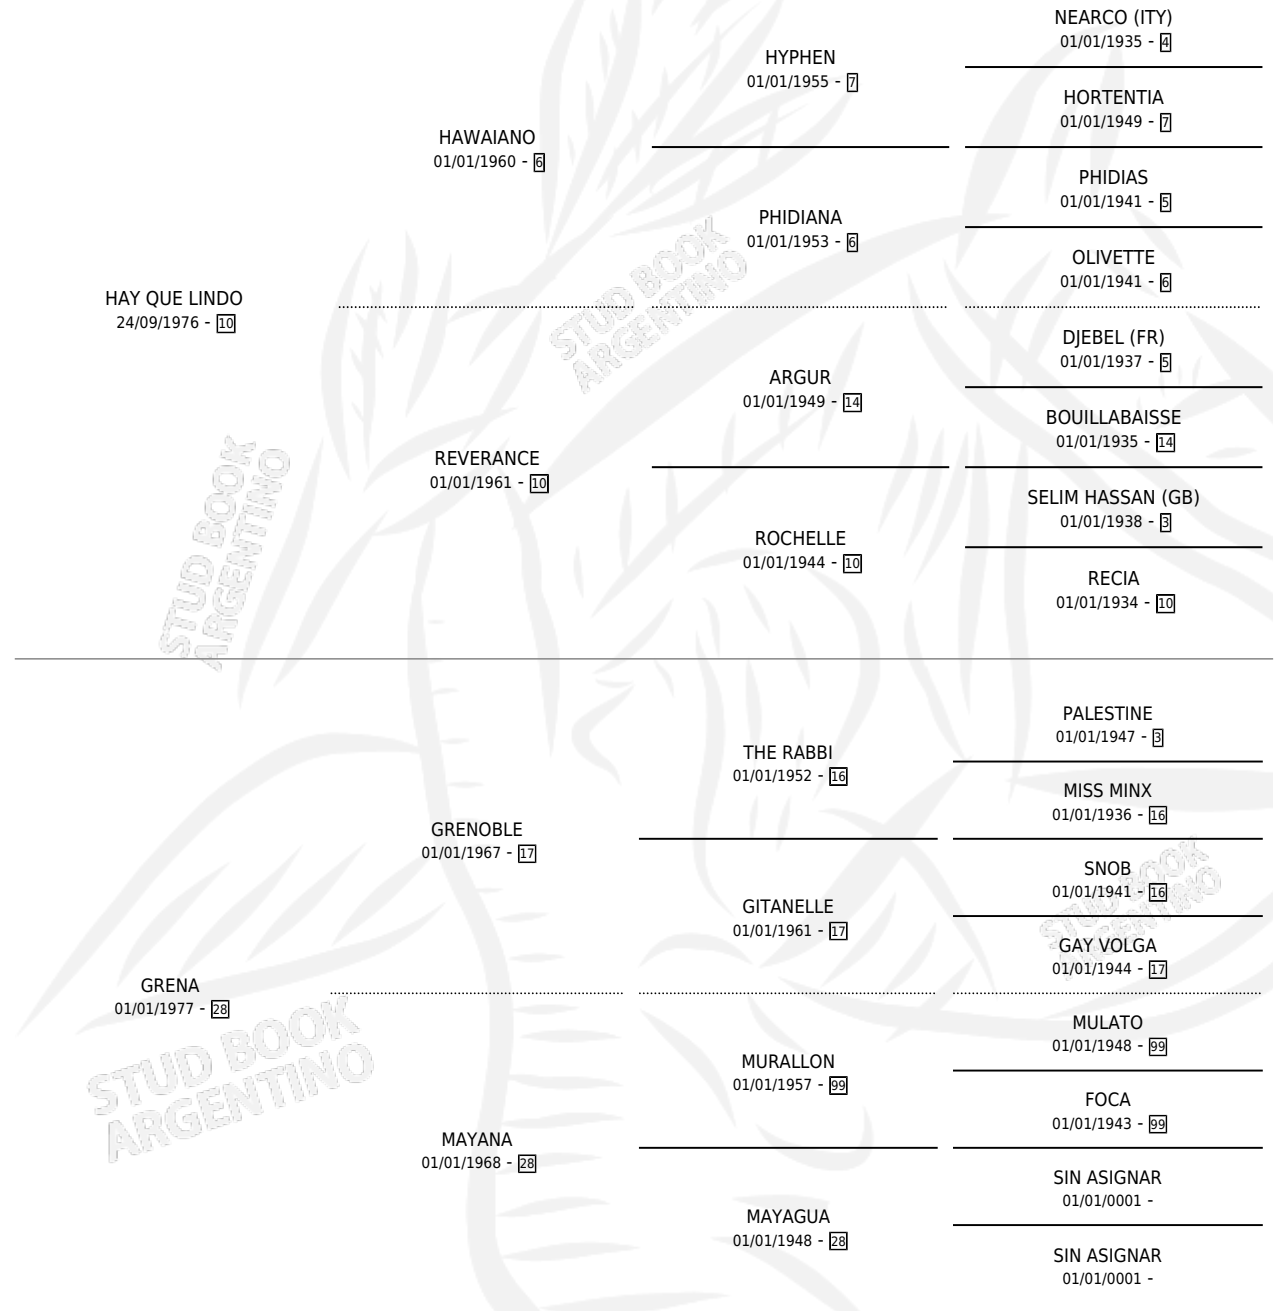 NEARCO (ITY)
01/01/1935 - 4
HYPHEN
01/01/1955 - 7
HORTENTIA
01/01/1949 - 7
HAWAIANO
01/01/1960 - 6
PHIDIAS
01/01/1941 - 5
PHIDIANA
01/01/1953 - 6
OLIVETTE
01/01/1941 - 6
HAY QUE LINDO
24/09/1976 - 10
DJEBEL (FR)
01/01/1937 - 5
ARGUR
01/01/1949 - 14
BOUILLABAISSE
01/01/1935 - 14
REVERANCE
01/01/1961 - 10
SELIM HASSAN (GB)
01/01/1938 - 3
ROCHELLE
01/01/1944 - 10
RECIA
01/01/1934 - 10
PALESTINE
01/01/1947 - 3
THE RABBI
01/01/1952 - 16
MISS MINX
01/01/1936 - 16
GRENOBLE
01/01/1967 - 17
SNOB
01/01/1941 - 16
GITANELLE
01/01/1961 - 17
GAY VOLGA
01/01/1944 - 17
GRENA
01/01/1977 - 28
MULATO
01/01/1948 - 99
MURALLON
01/01/1957 - 99
FOCA
01/01/1943 - 99
MAYANA
01/01/1968 - 28
SIN ASIGNAR
01/01/0001 -
MAYAGUA
01/01/1948 - 28
SIN ASIGNAR
01/01/0001 -
STUD BOOK
ARGENTINO
STUD BOOK
ARGENTINO
STUD BOOK
ARGENTINO
STUD BOOK
ARGENTINO